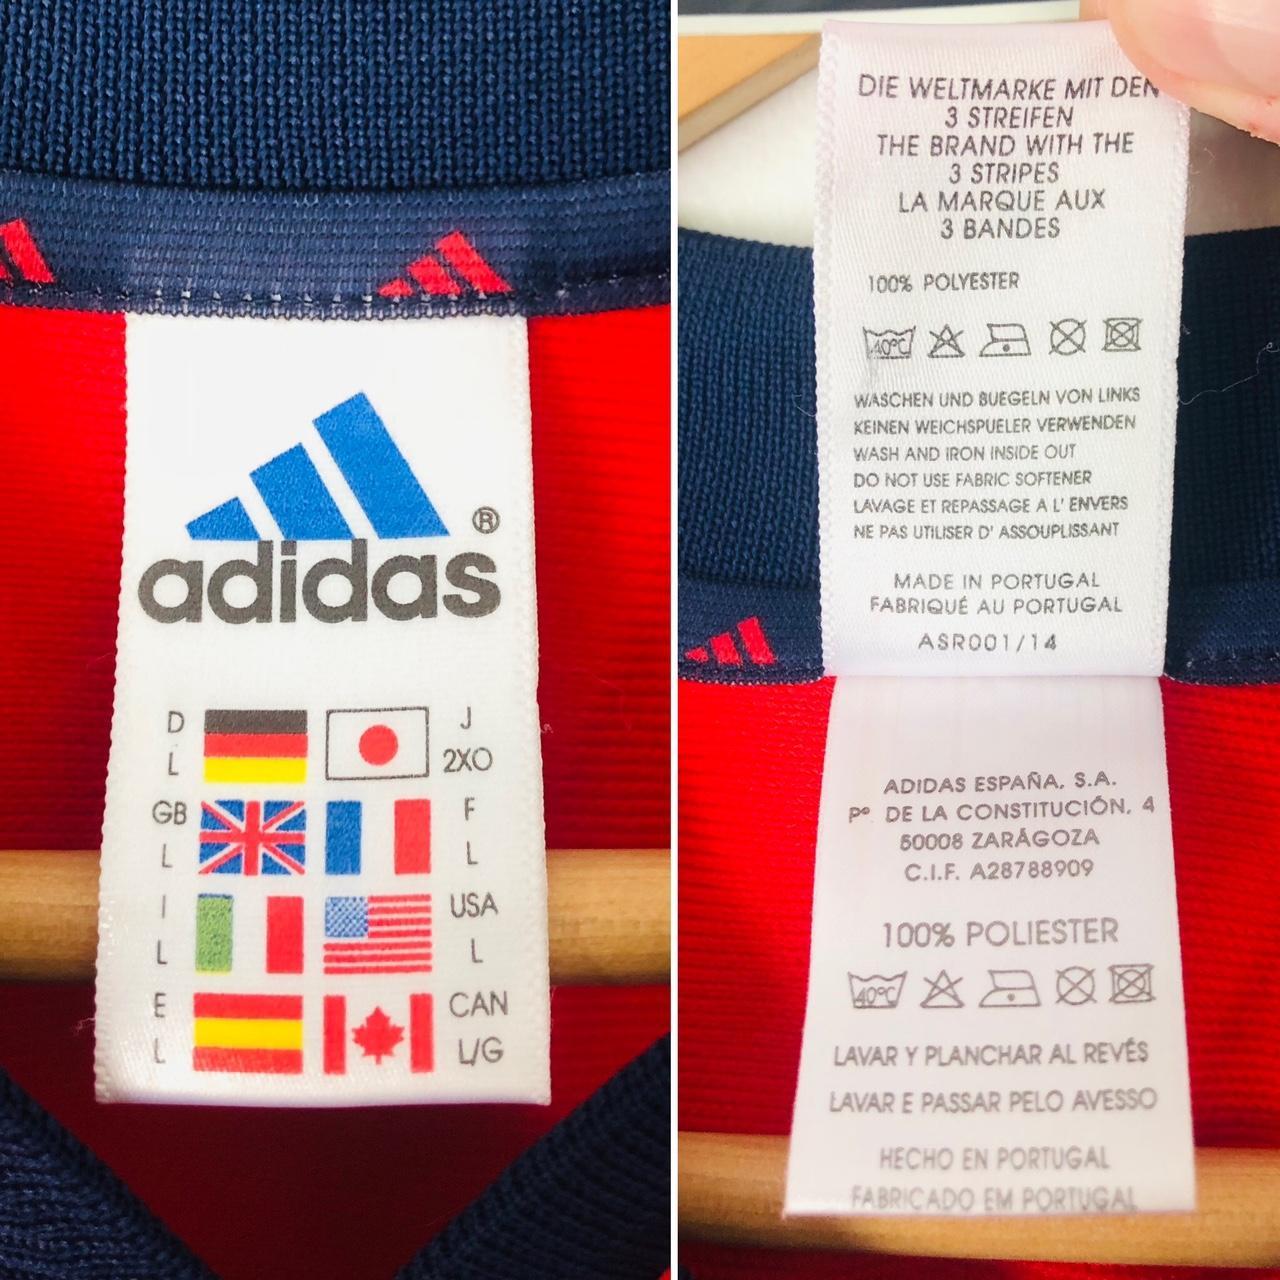 ®
adidas
D J
L 2XO
GB F
L L
I USA
L L
E CAN
L L/G
DIE WELTMARKE MIT DEN
3 STREIFEN
THE BRAND WITH THE
3 STRIPES
LA MARQUE AUX
3 BANDES
100% POLYESTER
40°C
WASCHEN UND BUEGELN VON LINKS
KEINEN WEICHSPUELER VERWENDEN
WASH AND IRON INSIDE OUT
DO NOT USE FABRIC SOFTENER
LAVAGE ET REPASSAGE A L' ENVERS
NE PAS UTILISER D' ASSOUPLISSANT
MADE IN PORTUGAL
FABRIQUÉ AU PORTUGAL
ASR001/14
ADIDAS ESPAÑA, S.A.
Pº DE LA CONSTITUCIÓN, 4
50008 ZARÁGOZA
C.I.F. A28788909
100% POLIESTER
40°C
LAVAR Y PLANCHAR AL REVÉS
LAVAR E PASSAR PELO AVESSO
HECHO EN PORTUGAL
FABRICADO EM PORTUGAL